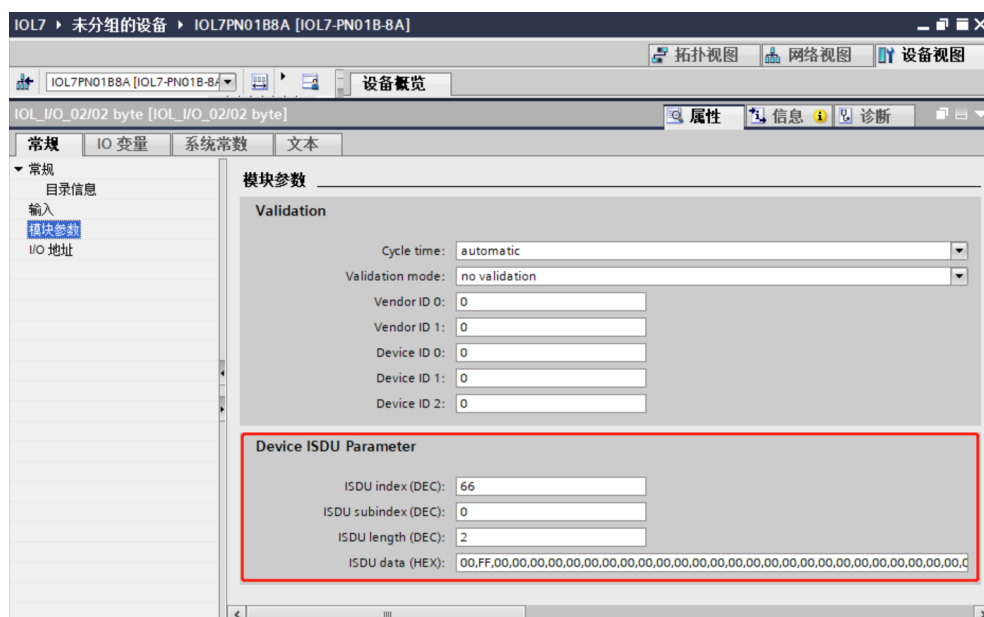 IOL7 ▸ 未分组的设备 ▸ IOL7PN01B8A [IOL7-PN01B-8A]
拓扑视图 网络视图 设备视图
IOL7PN01B8A [IOL7-PN01B-8A 设备概览
IOL_I/O_02/02 byte [IOL_I/O_02/02 byte] 属性 信息 诊断
常规 IO 变量 系统常数 文本
常规
目录信息
输入
模块参数
I/O 地址
模块参数
Validation
Cycle time: automatic
Validation mode: no validation
Vendor ID 0: 0
Vendor ID 1: 0
Device ID 0: 0
Device ID 1: 0
Device ID 2: 0
Device ISDU Parameter
ISDU index (DEC): 66
ISDU subindex (DEC): 0
ISDU length (DEC): 2
ISDU data (HEX): 00,FF,00,00,00,00,00,00,00,00,00,00,00,00,00,00,00,00,00,00,00,00,00,00,00,00,00,00,0